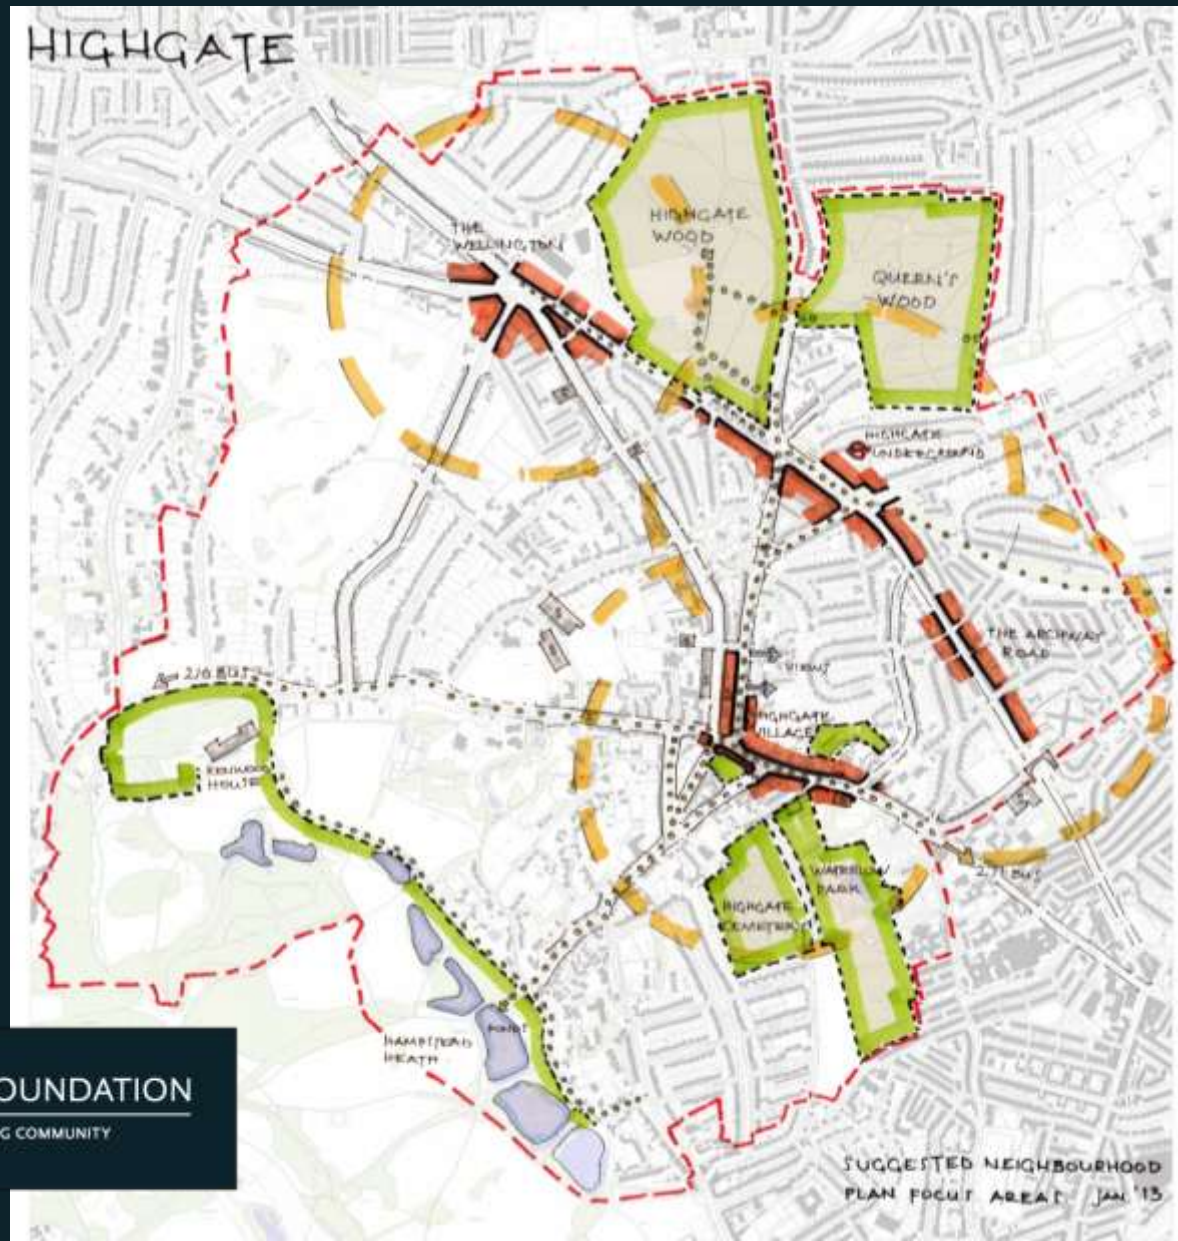 HIGHGATE
THE
WELLINGTON
HIGHGATE
WOOD
QUEEN'S
WOOD
HIGHGATE
UNDERGROUND
THE ARCHWAY
ROAD
VIEWS
210 BUS
HIGHGATE
VILLAGE
KENWOOD
HOUSE
271 BUS
WATERLOW
PARK
HIGHGATE
CEMETERY
PONDS
HAMPSTEAD
HEATH
OUNDATION
G COMMUNITY
SUGGESTED NEIGHBOURHOOD
PLAN FOCUS AREAS JAN '13